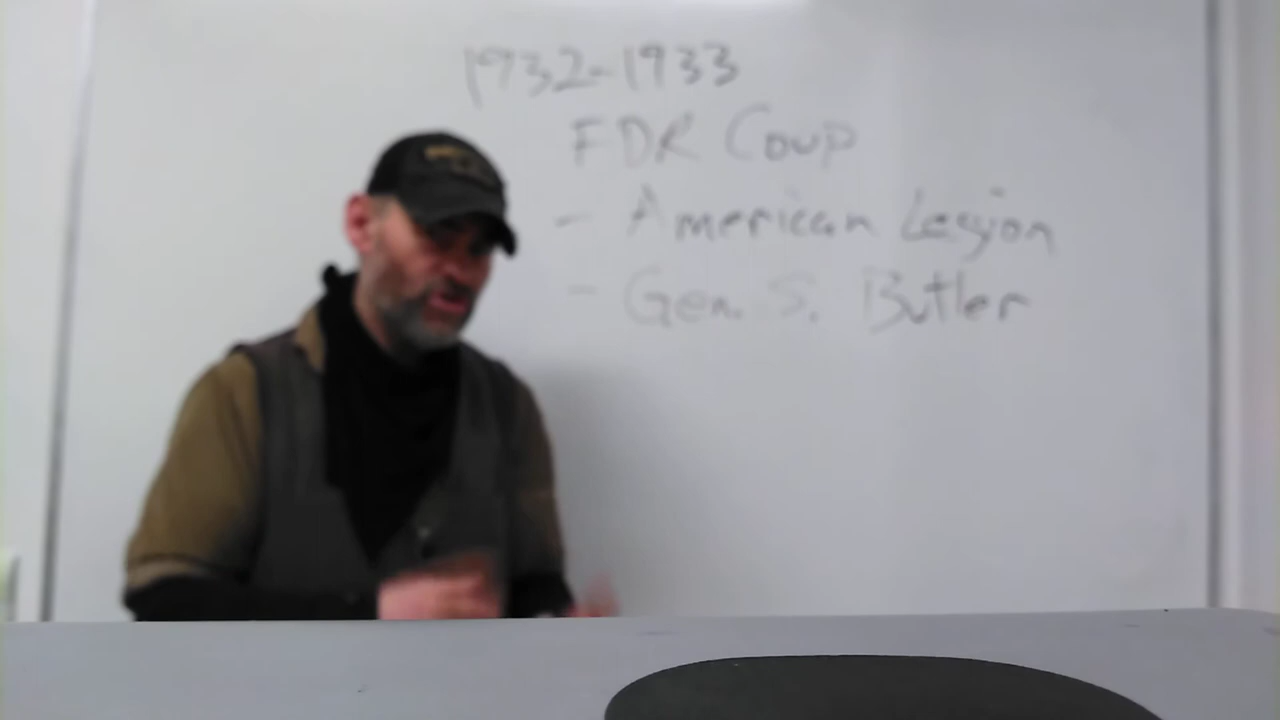 1932-1933
FDR Coup
- American Legion
- Gen. S. Butler